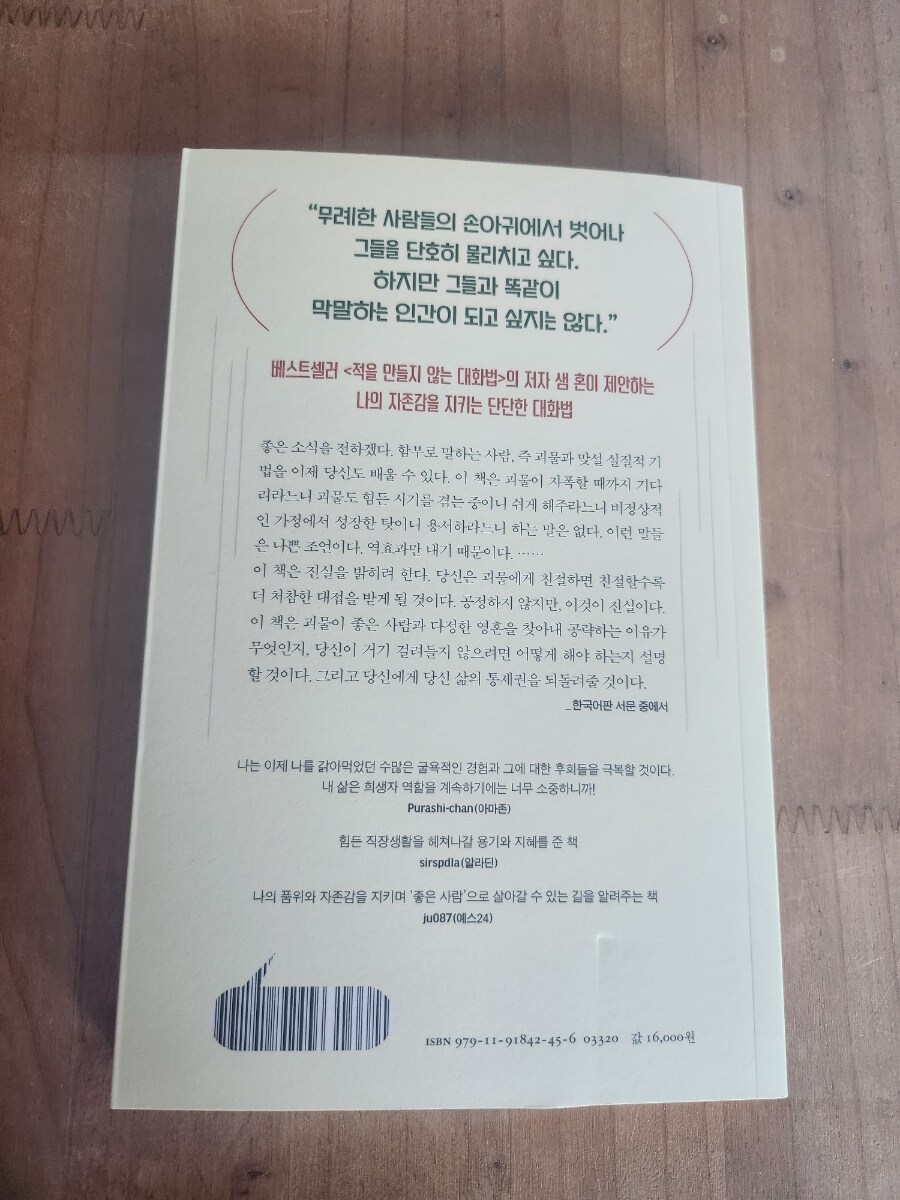 “무례한 사람들의 손아귀에서 벗어나
그들을 단호히 물리치고 싶다.
하지만 그들과 똑같이
막말하는 인간이 되고 싶지는 않다.”
베스트셀러 <적을 만들지 않는 대화법>의 저자 샘 혼이 제안하는
나의 자존감을 지키는 단단한 대화법
좋은 소식을 전하겠다. 함부로 말하는 사람, 즉 괴물과 맞설 실질적 기
법을 이제 당신도 배울 수 있다. 이 책은 괴물이 자폭할 때까지 기다
리라느니 괴물도 힘든 시기를 겪는 중이니 쉬게 해주라느니 비정상적
인 가정에서 성장한 탓이니 용서하라느니 하는 말은 없다. 이런 말들
은 나쁜 조언이다. 역효과만 내기 때문이다. ……
이 책은 진실을 밝히려 한다. 당신은 괴물에게 친절하면 친절할수록
더 처참한 대접을 받게 될 것이다. 공정하지 않지만, 이것이 진실이다.
이 책은 괴물이 좋은 사람과 다정한 영혼을 찾아내 공략하는 이유가
무엇인지, 당신이 거기 걸려들지 않으려면 어떻게 해야 하는지 설명
할 것이다. 그리고 당신에게 당신 삶의 통제권을 되돌려줄 것이다.
_한국어판 서문 중에서
나는 이제 나를 갉아먹었던 수많은 굴욕적인 경험과 그에 대한 후회들을 극복할 것이다.
내 삶은 희생자 역할을 계속하기에는 너무 소중하니까!
Purashi-chan(아마존)
힘든 직장생활을 헤쳐나갈 용기와 지혜를 준 책
sirspdla(알라딘)
나의 품위와 자존감을 지키며 ‘좋은 사람’으로 살아갈 수 있는 길을 알려주는 책
ju087(예스24)
ISBN 979-11-91842-45-6 03320 값 16,000원